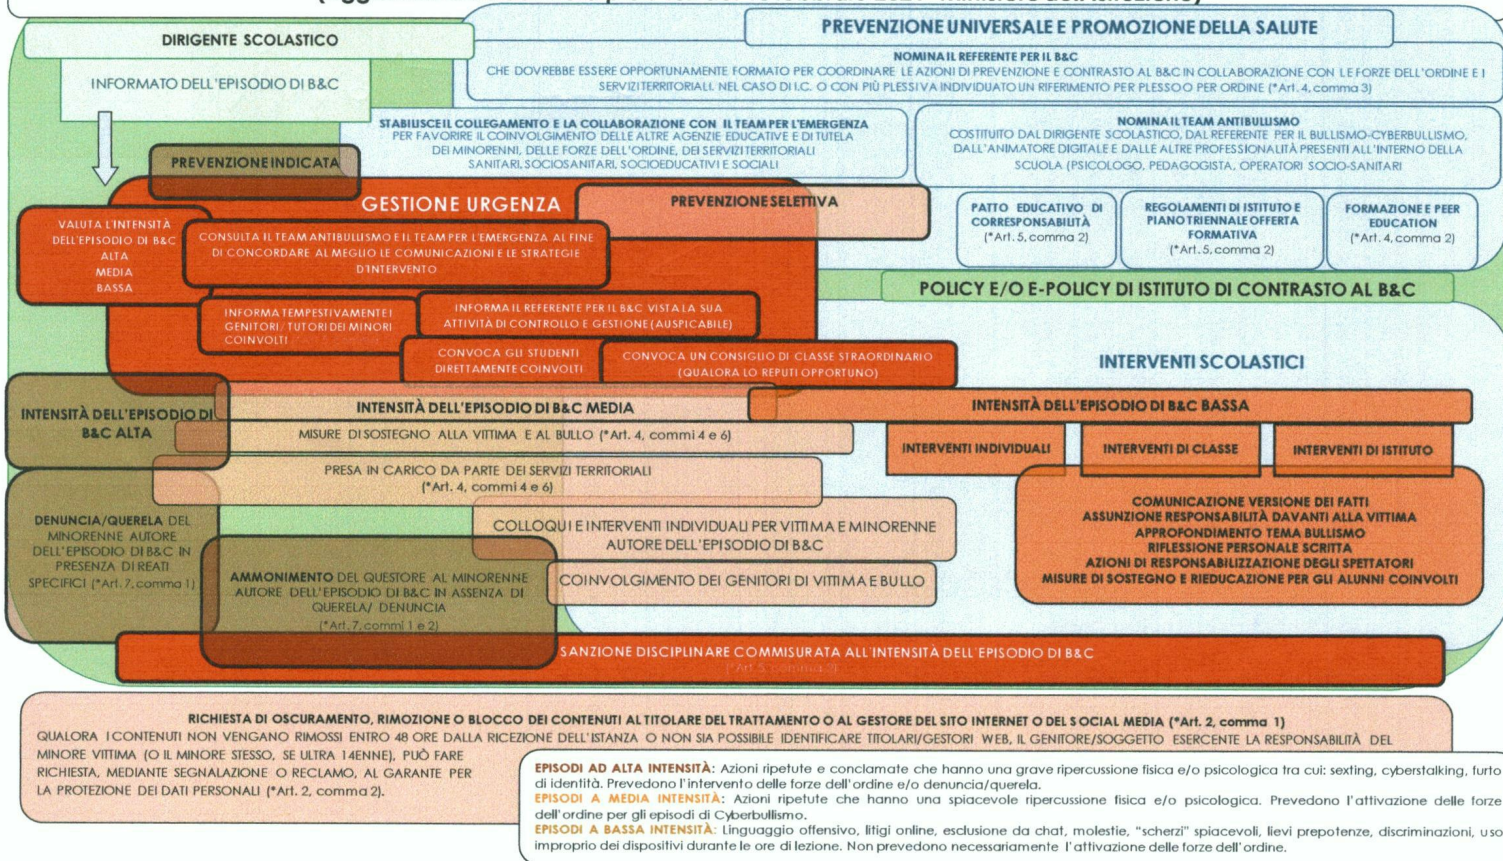 DIRIGENTE SCOLASTICO
INFORMATO DELL'EPISODIO DI B&C
PREVENZIONE UNIVERSALE E PROMOZIONE DELLA SALUTE
NOMINA IL REFERENTE PER IL B&C
CHE DOVREBBE ESSERE OPPORTUNAMENTE FORMATO PER COORDINARE LE AZIONI DI PREVENZIONE E CONTRASTO AL B&C IN COLLABORAZIONE CON LE FORZE DELL'ORDINE E I
SERVIZI TERRITORIALI. NEL CASO DI I.C. O CON PIÙ PLESSI VA INDIVIDUATO UN RIFERIMENTO PER PLESSO O PER ORDINE (*Art. 4, comma 3)
STABILISCE IL COLLEGAMENTO E LA COLLABORAZIONE CON IL TEAM PER L'EMERGENZA
PER FAVORIRE IL COINVOLGIMENTO DELLE ALTRE AGENZIE EDUCATIVE E DI TUTELA
DEI MINORENNI, DELLE FORZE DELL'ORDINE, DEI SERVIZI TERRITORIALI
SANITARI, SOCIOSANITARI, SOCIOEDUCATIVI E SOCIALI
NOMINA IL TEAM ANTIBULLISMO
COSTITUITO DAL DIRIGENTE SCOLASTICO, DAL REFERENTE PER IL BULLISMO-CYBERBULLISMO,
DALL'ANIMATORE DIGITALE E DALLE ALTRE PROFESSIONALITÀ PRESENTI ALL'INTERNO DELLA
SCUOLA (PSICOLOGO, PEDAGOGISTA, OPERATORI SOCIO-SANITARI
PREVENZIONE INDICATA
GESTIONE URGENZA
PREVENZIONE SELETTIVA
PATTO EDUCATIVO DI
CORRESPONSABILITÀ
(*Art. 5, comma 2)
REGOLAMENTI DI ISTITUTO E
PIANO TRIENNALE OFFERTA
FORMATIVA
(*Art. 5, comma 2)
FORMAZIONE E PEER
EDUCATION
(*Art. 4, comma 2)
VALUTA L'INTENSITÀ
DELL'EPISODIO DI B&C
ALTA
MEDIA
BASSA
CONSULTA IL TEAM ANTIBULLISMO E IL TEAM PER L'EMERGENZA AL FINE
DI CONCORDARE AL MEGLIO LE COMUNICAZIONI E LE STRATEGIE
D'INTERVENTO
POLICY E/O E-POLICY DI ISTITUTO DI CONTRASTO AL B&C
INFORMA TEMPESTIVAMENTE I
GENITORI/ TUTORI DEI MINORI
COINVOLTI
INFORMA IL REFERENTE PER IL B&C VISTA LA SUA
ATTIVITÀ DI CONTROLLO E GESTIONE (AUSPICABILE)
CONVOCA GLI STUDENTI
DIRETTAMENTE COINVOLTI
CONVOCA UN CONSIGLIO DI CLASSE STRAORDINARIO
(QUALORA LO REPUTI OPPORTUNO)
INTERVENTI SCOLASTICI
INTENSITÀ DELL'EPISODIO DI
B&C ALTA
INTENSITÀ DELL'EPISODIO DI B&C MEDIA
INTENSITÀ DELL'EPISODIO DI B&C BASSA
MISURE DI SOSTEGNO ALLA VITTIMA E AL BULLO (*Art. 4, commi 4 e 6)
INTERVENTI INDIVIDUALI
INTERVENTI DI CLASSE
INTERVENTI DI ISTITUTO
PRESA IN CARICO DA PARTE DEI SERVIZI TERRITORIALI
(*Art. 4, commi 4 e 6)
COMUNICAZIONE VERSIONE DEI FATTI
ASSUNZIONE RESPONSABILITÀ DAVANTI ALLA VITTIMA
APPROFONDIMENTO TEMA BULLISMO
RIFLESSIONE PERSONALE SCRITTA
AZIONI DI RESPONSABILIZZAZIONE DEGLI SPETTATORI
MISURE DI SOSTEGNO E RIEDUCAZIONE PER GLI ALUNNI COINVOLTI
DENUNCIA/QUERELA DEL
MINORENNE AUTORE
DELL'EPISODIO DI B&C IN
PRESENZA DI REATI
SPECIFICI (*Art. 7, comma 1)
COLLOQUI E INTERVENTI INDIVIDUALI PER VITTIMA E MINORENNE
AUTORE DELL'EPISODIO DI B&C
AMMONIMENTO DEL QUESTORE AL MINORENNE
AUTORE DELL'EPISODIO DI B&C IN ASSENZA DI
QUERELA/ DENUNCIA
(*Art. 7, commi 1 e 2)
COINVOLGIMENTO DEI GENITORI DI VITTIMA E BULLO
SANZIONE DISCIPLINARE COMMISURATA ALL'INTENSITÀ DELL'EPISODIO DI B&C
(*Art. 5, comma 2)
RICHIESTA DI OSCURAMENTO, RIMOZIONE O BLOCCO DEI CONTENUTI AL TITOLARE DEL TRATTAMENTO O AL GESTORE DEL SITO INTERNET O DEL SOCIAL MEDIA (*Art. 2, comma 1)
QUALORA I CONTENUTI NON VENGANO RIMOSSI ENTRO 48 ORE DALLA RICEZIONE DELL'ISTANZA O NON SIA POSSIBILE IDENTIFICARE TITOLARI/GESTORI WEB, IL GENITORE/SOGGETTO ESERCENTE LA RESPONSABILITÀ DEL
MINORE VITTIMA (O IL MINORE STESSO, SE ULTRA 14ENNE), PUÒ FARE
RICHIESTA, MEDIANTE SEGNALAZIONE O RECLAMO, AL GARANTE PER
LA PROTEZIONE DEI DATI PERSONALI (*Art. 2, comma 2).
EPISODI AD ALTA INTENSITÀ: Azioni ripetute e conclamate che hanno una grave ripercussione fisica e/o psicologica tra cui: sexting, cyberstalking, furto
di identità. Prevedono l'intervento delle forze dell'ordine e/o denuncia/querela.
EPISODI A MEDIA INTENSITÀ: Azioni ripetute che hanno una spiacevole ripercussione fisica e/o psicologica. Prevedono l'attivazione delle forze
dell'ordine per gli episodi di Cyberbullismo.
EPISODI A BASSA INTENSITÀ: Linguaggio offensivo, litigi online, esclusione da chat, molestie, "scherzi" spiacevoli, lievi prepotenze, discriminazioni, uso
improprio dei dispositivi durante le ore di lezione. Non prevedono necessariamente l'attivazione delle forze dell'ordine.